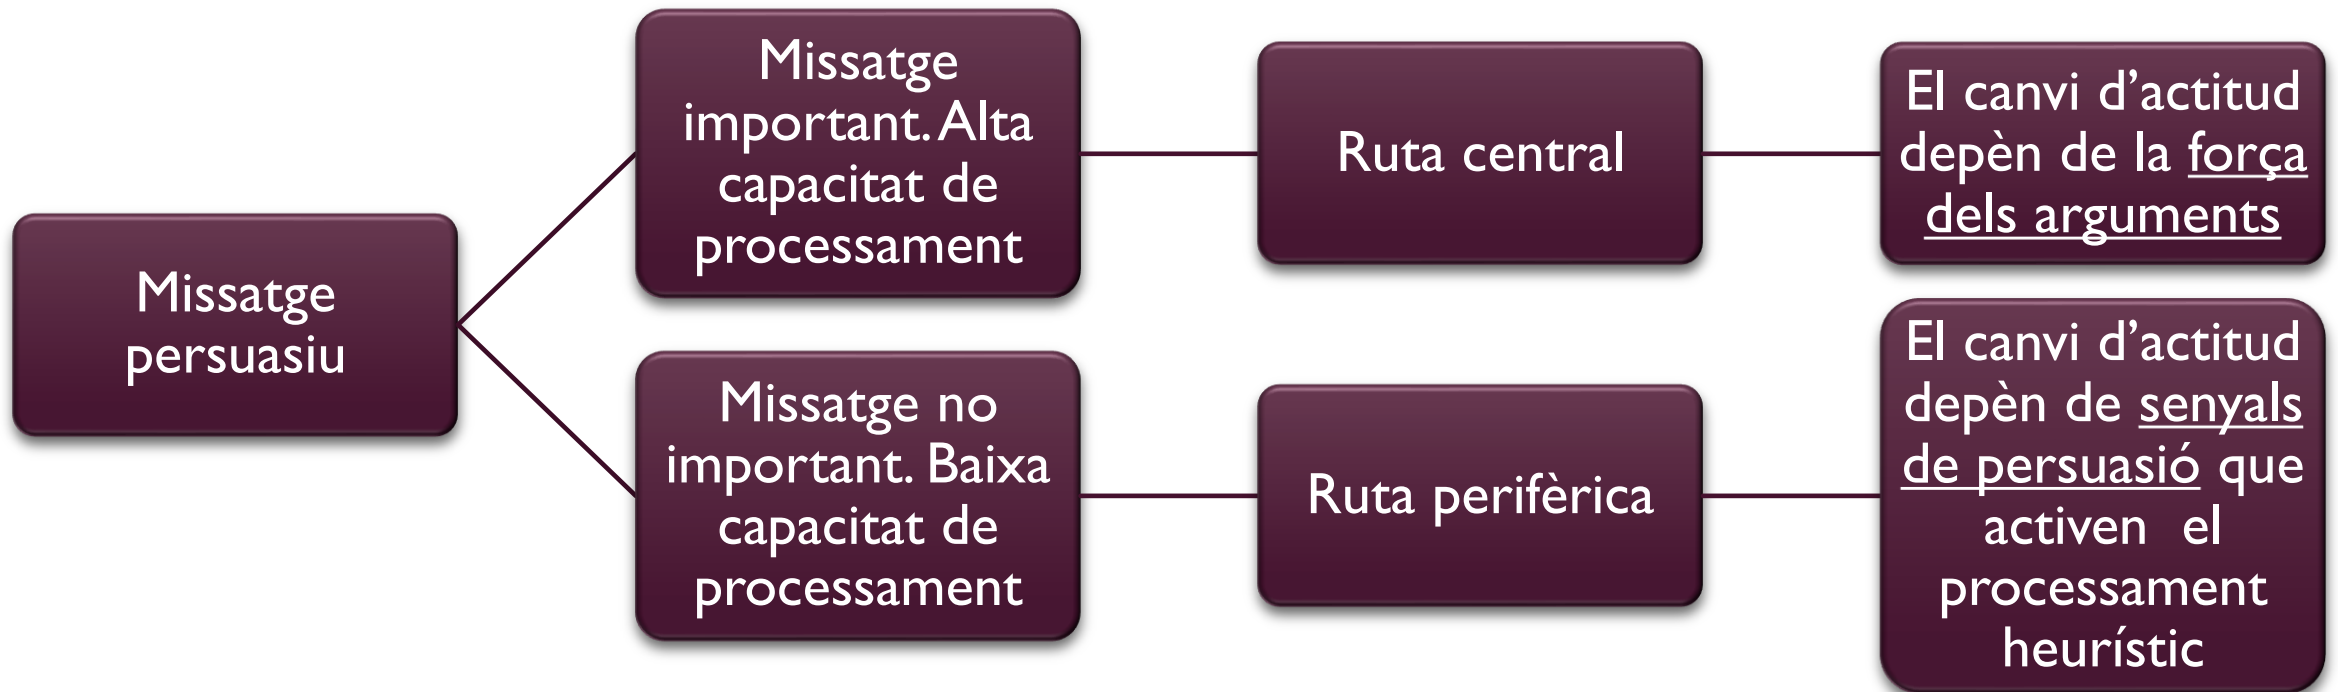 Missatge
persuasiu
Missatge
important. Alta
capacitat de
processament
Ruta central
El canvi d’actitud
depèn de la força
dels arguments
Missatge no
important. Baixa
capacitat de
processament
Ruta perifèrica
El canvi d’actitud
depèn de senyals
de persuasió que
activen el
processament
heurístic